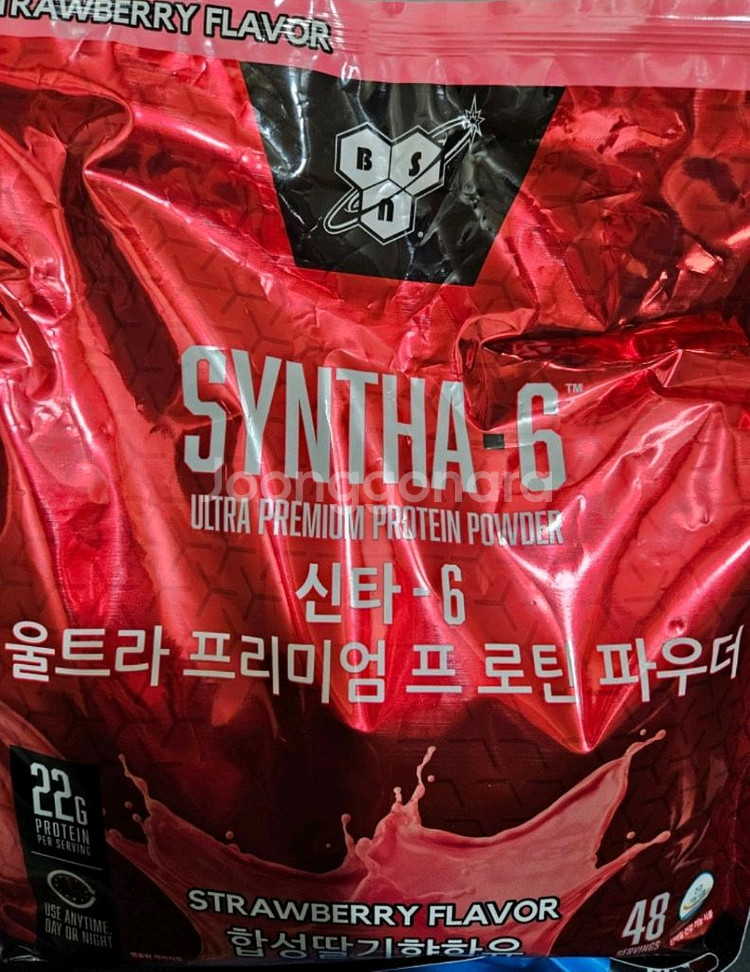 STRAWBERRY FLAVOR
BSN
SYNTHA-6™
Joonggonara
ULTRA PREMIUM PROTEIN POWDER
신타-6
울트라 프리미엄 프로틴 파우더
22G
PROTEIN
PER SERVING
USE ANYTIME,
DAY OR NIGHT
STRAWBERRY FLAVOR
합성딸기향함유
48
SERVINGS